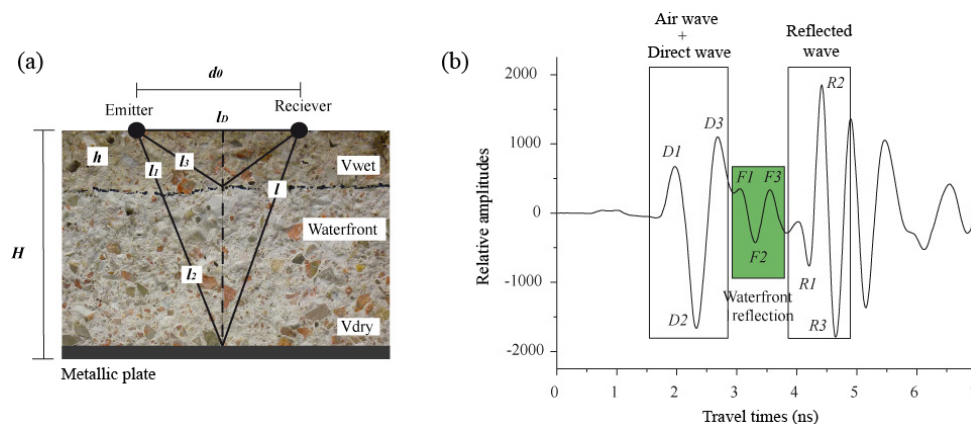 (a)
d0
Emitter
Reciever
lD
h
l1
l3
Vwet
l
Waterfront
H
l2
Vdry
Metallic plate
(b)
Air wave
+
Direct wave
Reflected
wave
2000
1000
0
-1000
-2000
Relative amplitudes
D1
D3
D2
F1
F3
F2
Waterfront
reflection
R2
R1
R3
0
1
2
3
4
5
6
7
Travel times (ns)